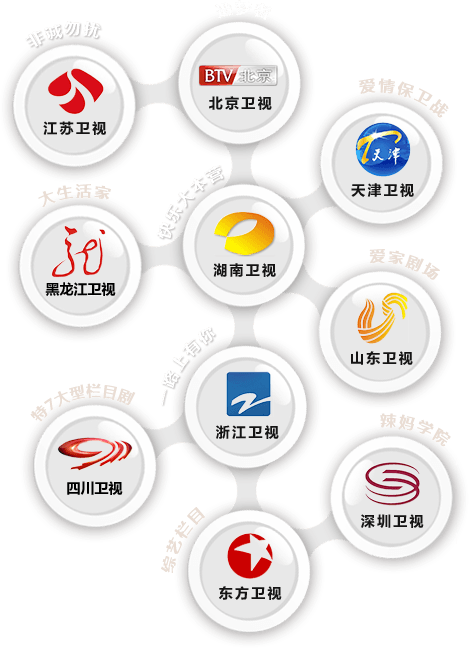 非诚勿扰
BTV 北京
北京卫视
江苏卫视
爱情保卫战
天津
天津卫视
大生活家
快乐大本营
黑龙江卫视
湖南卫视
爱家剧场
山东卫视
一路上有你
浙江卫视
特7大型栏目剧
四川卫视
辣妈学院
深圳卫视
综艺栏目
东方卫视